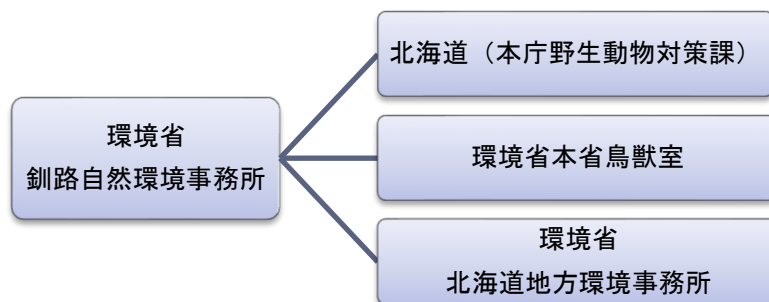 北海道（本庁野生動物対策課）
環境省
釧路自然環境事務所
環境省本省鳥獣室
環境省
北海道地方環境事務所